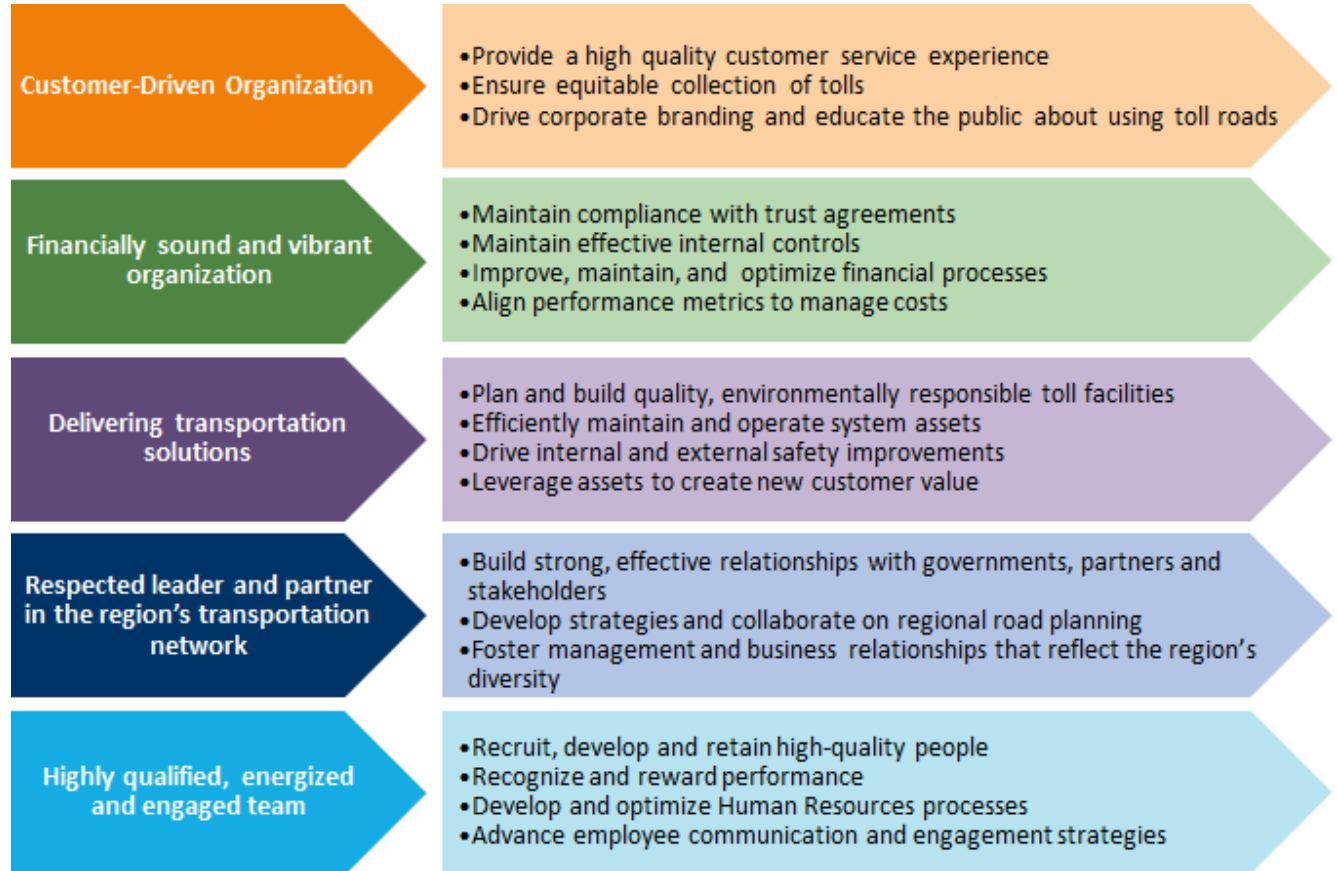 Customer-Driven Organization
•Provide a high quality customer service experience
•Ensure equitable collection of tolls
•Drive corporate branding and educate the public about using toll roads
Financially sound and vibrant
organization
•Maintain compliance with trust agreements
•Maintain effective internal controls
•Improve, maintain, and optimize financial processes
•Align performance metrics to manage costs
Delivering transportation
solutions
•Plan and build quality, environmentally responsible toll facilities
•Efficiently maintain and operate system assets
•Drive internal and external safety improvements
•Leverage assets to create new customer value
Respected leader and partner
in the region's transportation
network
•Build strong, effective relationships with governments, partners and
stakeholders
•Develop strategies and collaborate on regional road planning
•Foster management and business relationships that reflect the region's
diversity
Highly qualified, energized
and engaged team
•Recruit, develop and retain high-quality people
•Recognize and reward performance
•Develop and optimize Human Resources processes
•Advance employee communication and engagement strategies